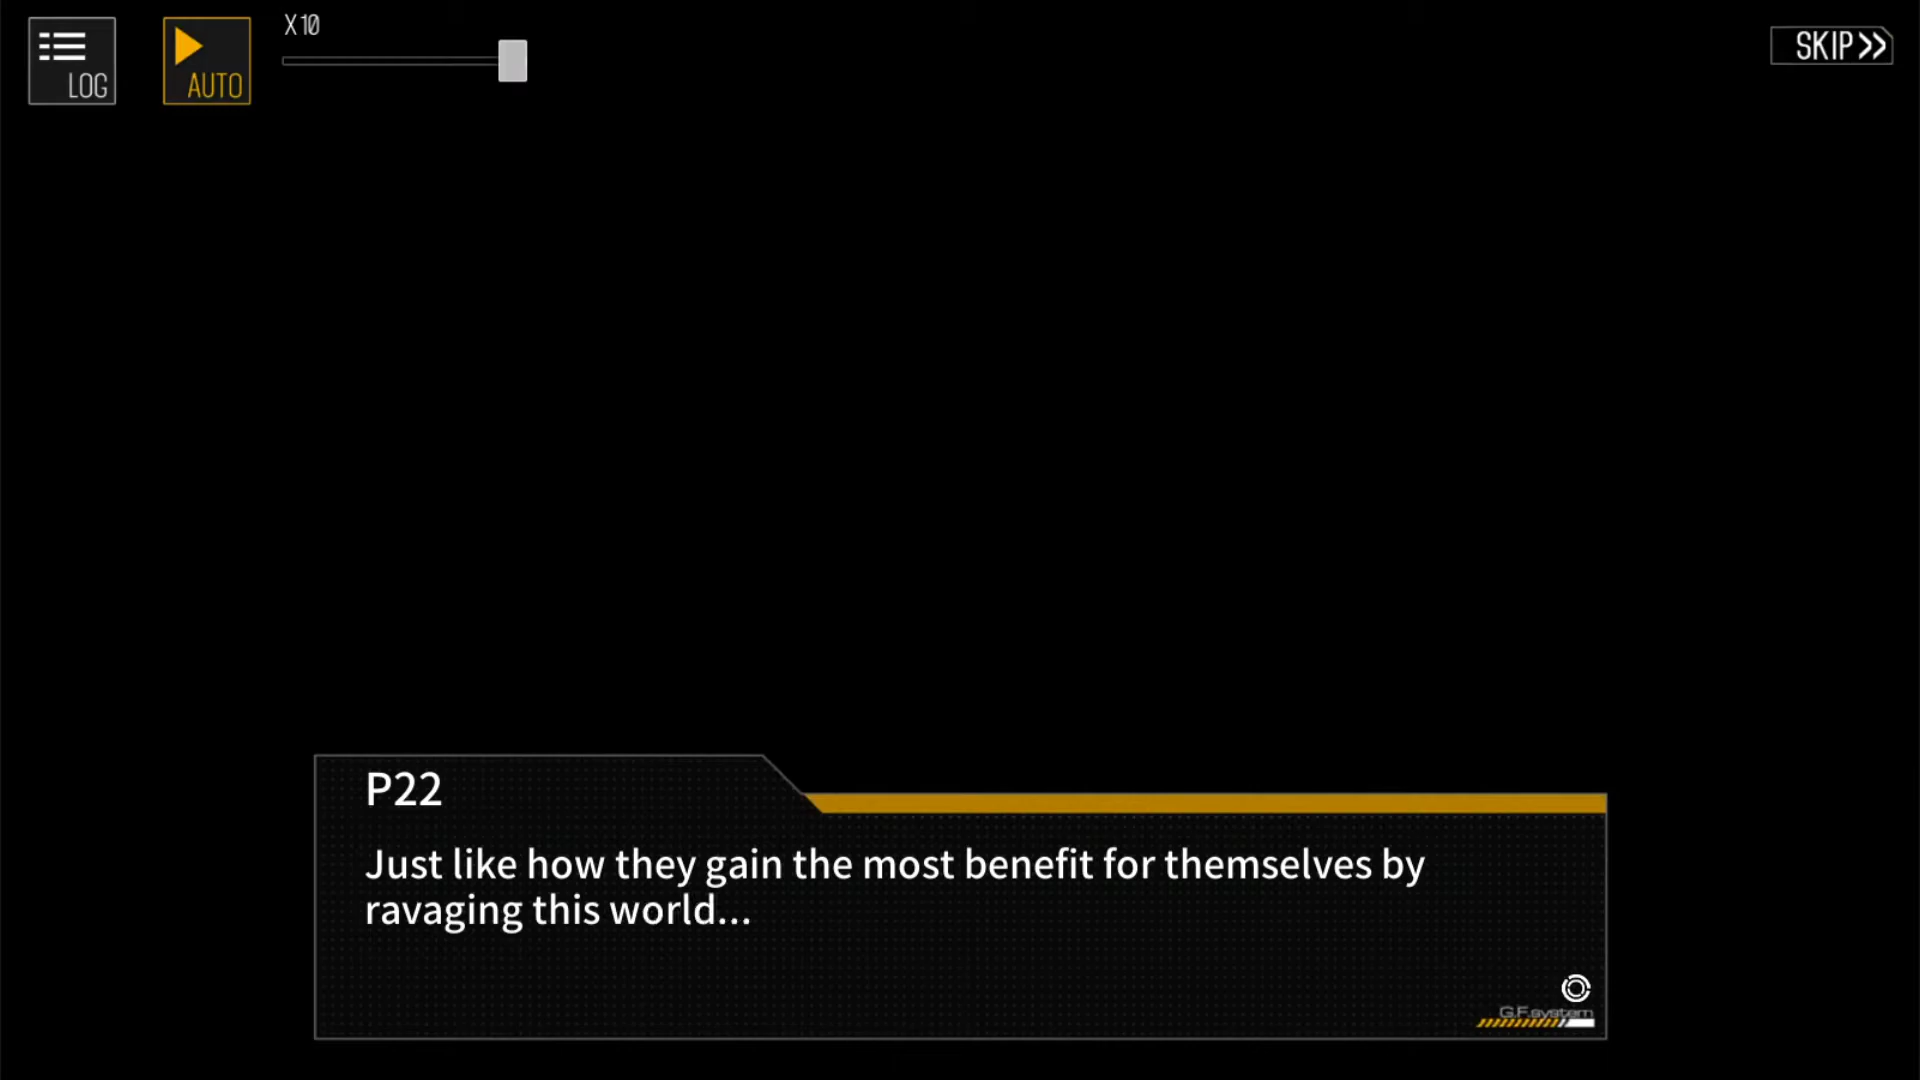 X10
LOG
AUTO
SKIP
P22
Just like how they gain the most benefit for themselves by
ravaging this world...
G.F.system